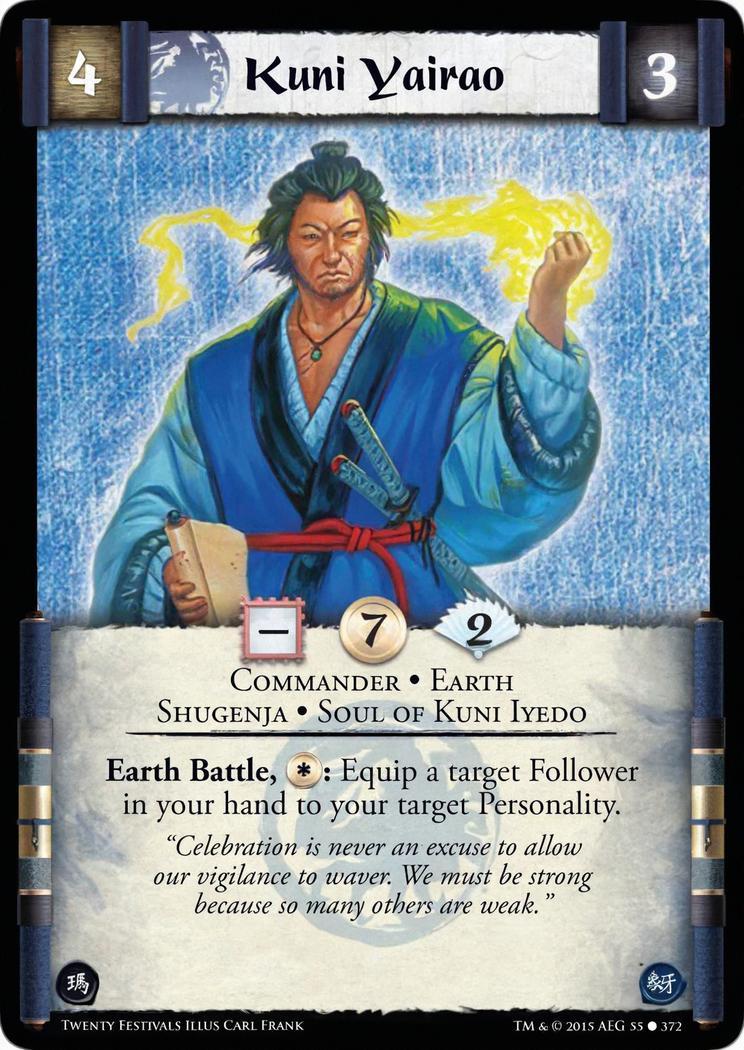 4
Kuni Yairao
3
–
7
2
Commander • Earth
Shugenja • Soul of Kuni Iyedo
Earth Battle, *: Equip a target Follower
in your hand to your target Personality.
“Celebration is never an excuse to allow
our vigilance to waver. We must be strong
because so many others are weak.”
瑪
象牙
Twenty Festivals Illus Carl Frank
TM & © 2015 AEG S5 ● 372